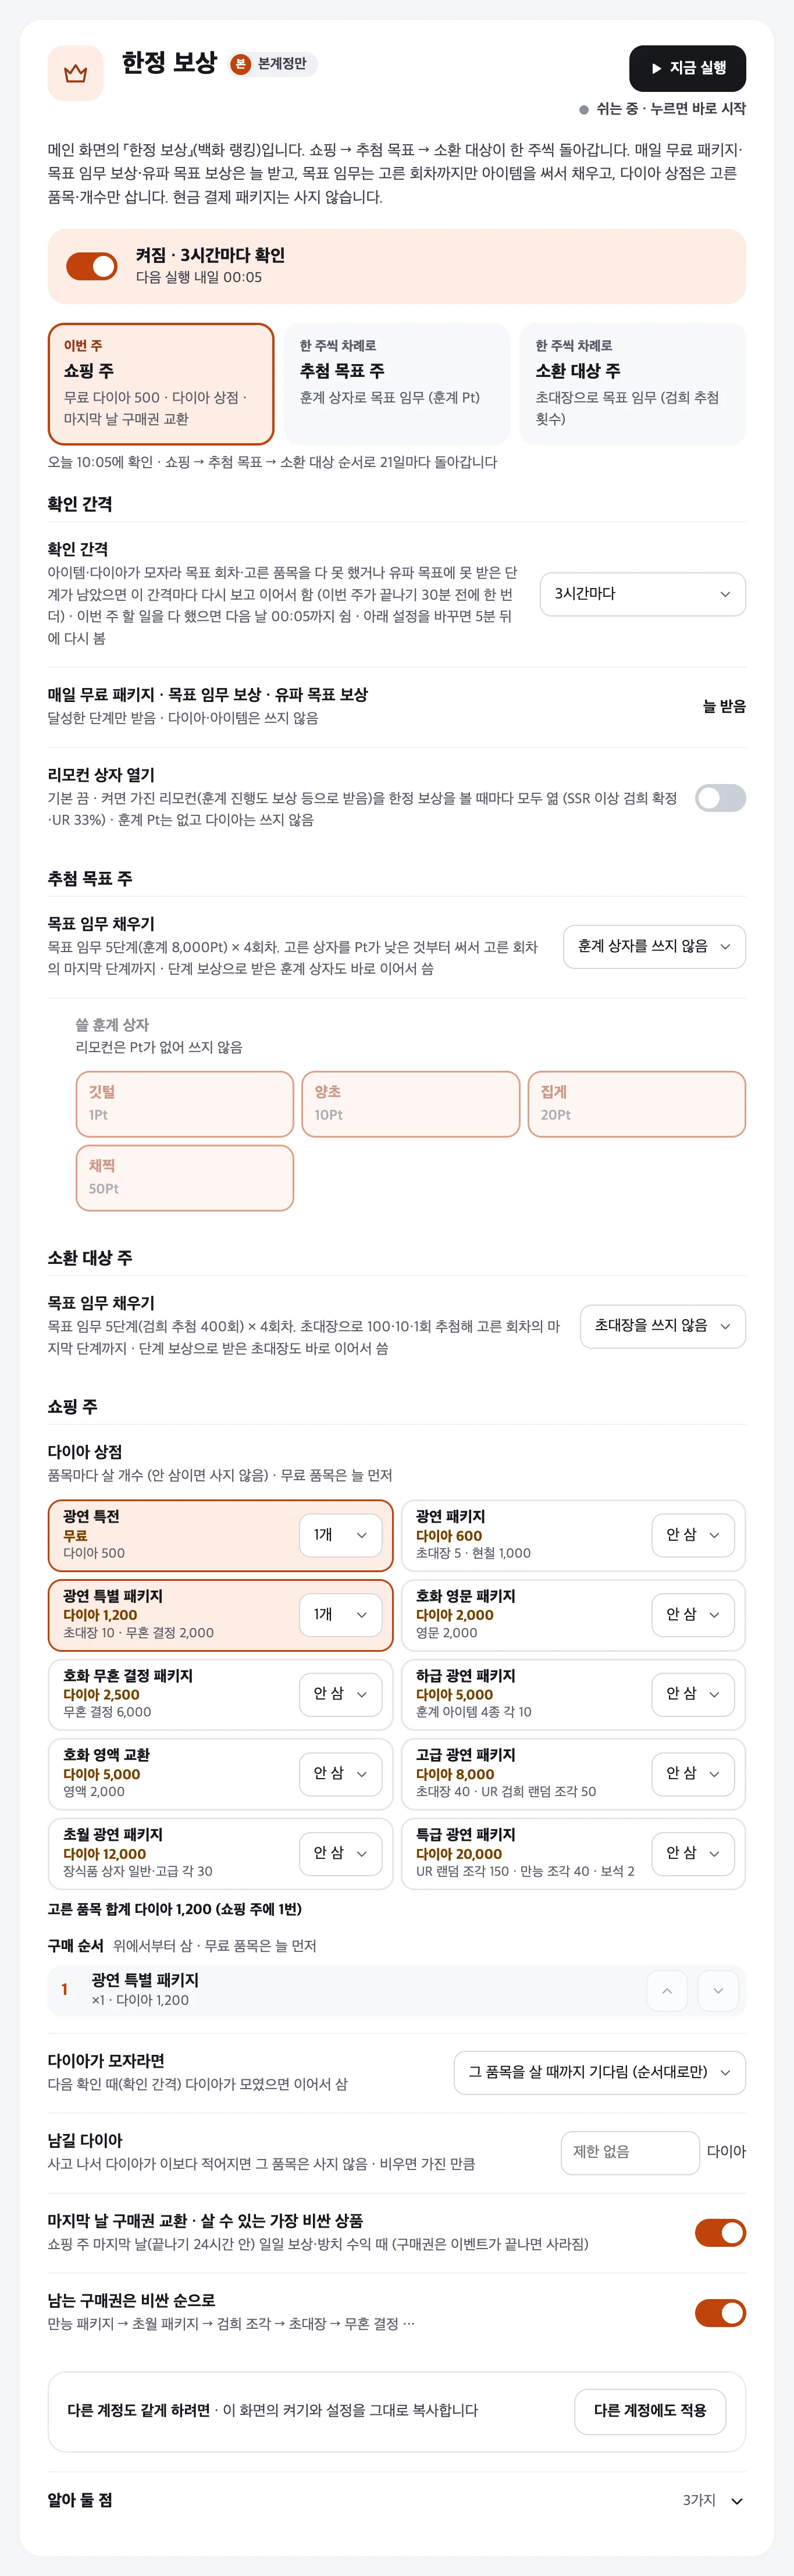 한정 보상
본 본계정만
지금 실행
쉬는 중 · 누르면 바로 시작
메인 화면의 「한정 보상」(백화 랭킹)입니다. 쇼핑 → 추첨 목표 → 소환 대상이 한 주씩 돌아갑니다. 매일 무료 패키지·
목표 임무 보상·유파 목표 보상은 늘 받고, 목표 임무는 고른 회차까지만 아이템을 써서 채우고, 다이아 상점은 고른
품목·개수만 삽니다. 현금 결제 패키지는 사지 않습니다.
켜짐 · 3시간마다 확인
다음 실행 내일 00:05
이번 주
쇼핑 주
무료 다이아 500 · 다이아 상점 ·
마지막 날 구매권 교환
한 주씩 차례로
추첨 목표 주
훈계 상자로 목표 임무 (훈계 Pt)
한 주씩 차례로
소환 대상 주
초대장으로 목표 임무 (검희 추첨
횟수)
오늘 10:05에 확인 · 쇼핑 → 추첨 목표 → 소환 대상 순서로 21일마다 돌아갑니다
확인 간격
확인 간격
아이템·다이아가 모자라 목표 회차·고른 품목을 다 못 했거나 유파 목표에 못 받은 단
계가 남았으면 이 간격마다 다시 보고 이어서 함 (이번 주가 끝나기 30분 전에 한 번
더) · 이번 주 할 일을 다 했으면 다음 날 00:05까지 쉼 · 아래 설정을 바꾸면 5분 뒤
에 다시 봄
3시간마다
매일 무료 패키지 · 목표 임무 보상 · 유파 목표 보상
달성한 단계만 받음 · 다이아·아이템은 쓰지 않음
늘 받음
리모컨 상자 열기
기본 끔 · 켜면 가진 리모컨(훈계 진행도 보상 등으로 받음)을 한정 보상을 볼 때마다 모두 엶 (SSR 이상 검희 확정
·UR 33%) · 훈계 Pt는 없고 다이아는 쓰지 않음
추첨 목표 주
목표 임무 채우기
목표 임무 5단계(훈계 8,000Pt) × 4회차. 고른 상자를 Pt가 낮은 것부터 써서 고른 회차
의 마지막 단계까지 · 단계 보상으로 받은 훈계 상자도 바로 이어서 씀
훈계 상자를 쓰지 않음
쓸 훈계 상자
리모컨은 Pt가 없어 쓰지 않음
깃털
1Pt
양초
10Pt
집게
20Pt
채찍
50Pt
소환 대상 주
목표 임무 채우기
목표 임무 5단계(검희 추첨 400회) × 4회차. 초대장으로 100·10·1회 추첨해 고른 회차의 마
지막 단계까지 · 단계 보상으로 받은 초대장도 바로 이어서 씀
초대장을 쓰지 않음
쇼핑 주
다이아 상점
품목마다 살 개수 (안 삼이면 사지 않음) · 무료 품목은 늘 먼저
광연 특전
무료
다이아 500
1개
광연 패키지
다이아 600
초대장 5 · 현철 1,000
안 삼
광연 특별 패키지
다이아 1,200
초대장 10 · 무혼 결정 2,000
1개
호화 영문 패키지
다이아 2,000
영문 2,000
안 삼
호화 무혼 결정 패키지
다이아 2,500
무혼 결정 6,000
안 삼
하급 광연 패키지
다이아 5,000
훈계 아이템 4종 각 10
안 삼
호화 영액 교환
다이아 5,000
영액 2,000
안 삼
고급 광연 패키지
다이아 8,000
초대장 40 · UR 검희 랜덤 조각 50
안 삼
초월 광연 패키지
다이아 12,000
장식품 상자 일반·고급 각 30
안 삼
특급 광연 패키지
다이아 20,000
UR 랜덤 조각 150 · 만능 조각 40 · 보석 2
안 삼
고른 품목 합계 다이아 1,200 (쇼핑 주에 1번)
구매 순서 위에서부터 삼 · 무료 품목은 늘 먼저
1
광연 특별 패키지
×1 · 다이아 1,200
다이아가 모자라면
다음 확인 때(확인 간격) 다이아가 모였으면 이어서 삼
그 품목을 살 때까지 기다림 (순서대로만)
남길 다이아
사고 나서 다이아가 이보다 적어지면 그 품목은 사지 않음 · 비우면 가진 만큼
제한 없음
다이아
마지막 날 구매권 교환 · 살 수 있는 가장 비싼 상품
쇼핑 주 마지막 날(끝나기 24시간 안) 일일 보상·방치 수익 때 (구매권은 이벤트가 끝나면 사라짐)
남는 구매권은 비싼 순으로
만능 패키지 → 초월 패키지 → 검희 조각 → 초대장 → 무혼 결정 …
다른 계정도 같게 하려면 · 이 화면의 켜기와 설정을 그대로 복사합니다
다른 계정에도 적용
알아 둘 점
3가지